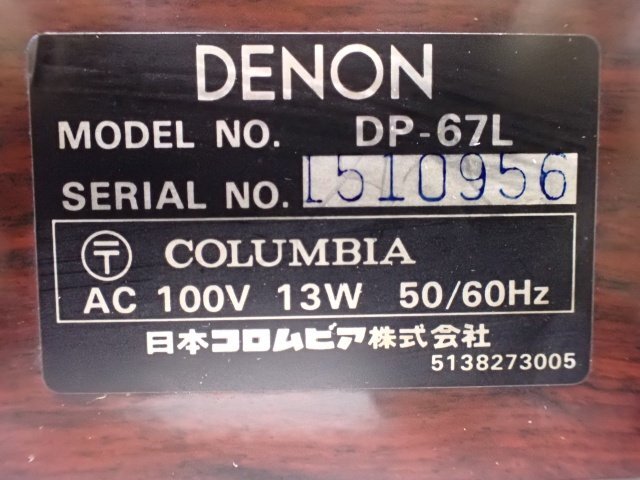 DENON
MODEL NO. DP-67L
SERIAL NO. 1510956
〶 COLUMBIA
AC 100V 13W 50/60Hz
日本コロムビア株式会社
5138273005